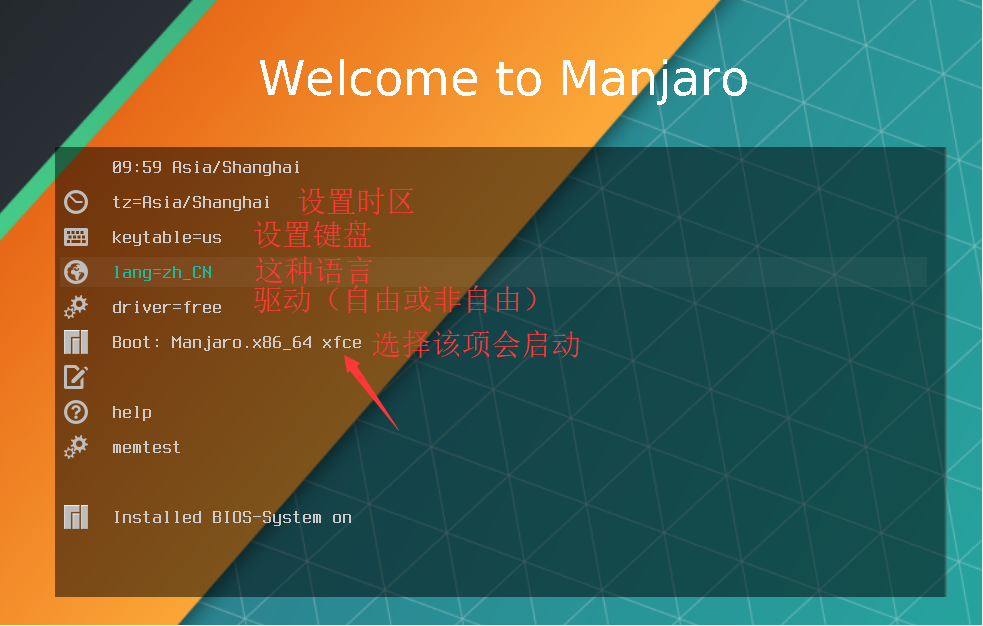 Welcome to Manjaro
09:59 Asia/Shanghai
tz=Asia/Shanghai 设置时区
keytable=us 设置键盘
lang=zh_CN 这种语言
driver=free 驱动（自由或非自由）
Boot: Manjaro.x86_64 xfce 选择该项会启动
help
memtest
Installed BIOS-System on